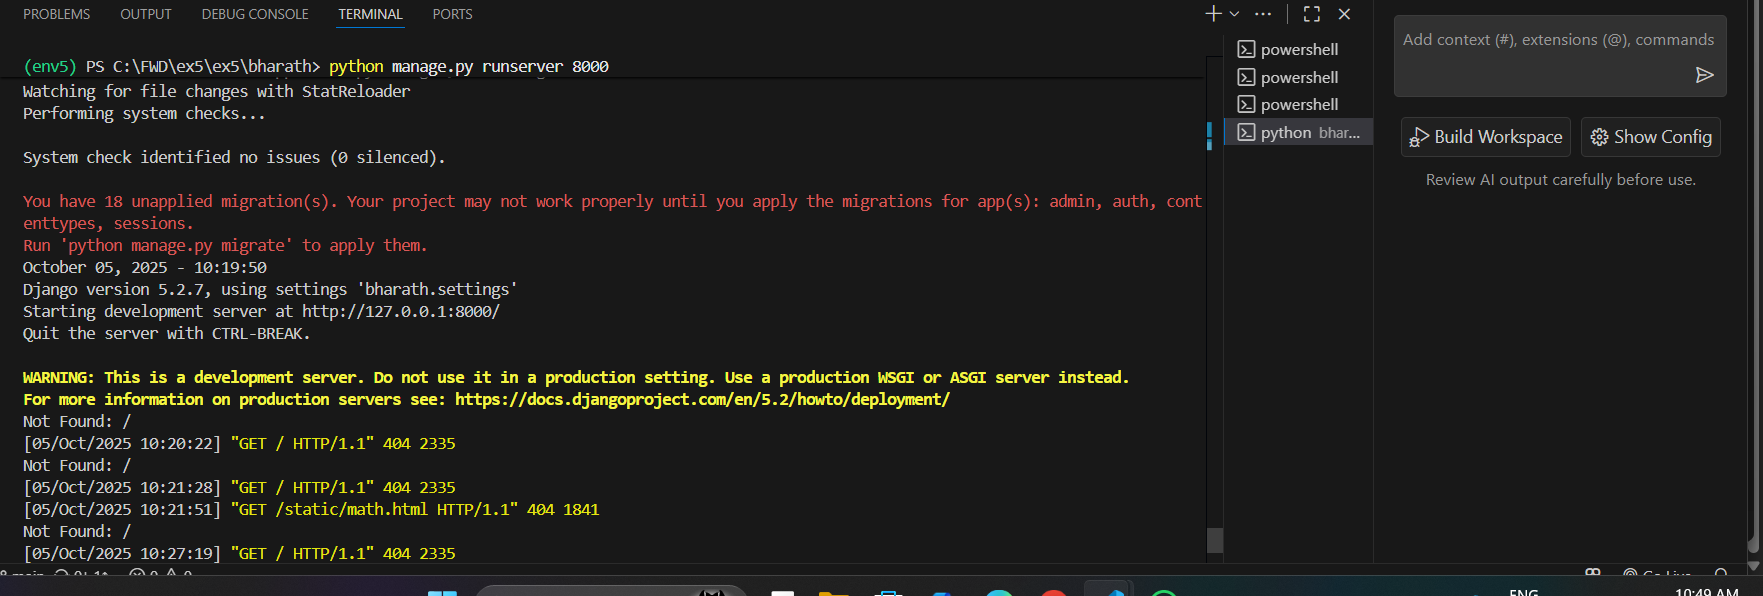 PROBLEMS OUTPUT DEBUG CONSOLE TERMINAL PORTS
(env5) PS C:\FWD\ex5\ex5\bharath> python manage.py runserver 8000
Watching for file changes with StatReloader
Performing system checks...
System check identified no issues (0 silenced).
You have 18 unapplied migration(s). Your project may not work properly until you apply the migrations for app(s): admin, auth, cont
enttypes, sessions.
Run 'python manage.py migrate' to apply them.
October 05, 2025 - 10:19:50
Django version 5.2.7, using settings 'bharath.settings'
Starting development server at http://127.0.0.1:8000/
Quit the server with CTRL-BREAK.
WARNING: This is a development server. Do not use it in a production setting. Use a production WSGI or ASGI server instead.
For more information on production servers see: https://docs.djangoproject.com/en/5.2/howto/deployment/
Not Found: /
[05/Oct/2025 10:20:22] "GET / HTTP/1.1" 404 2335
Not Found: /
[05/Oct/2025 10:21:28] "GET / HTTP/1.1" 404 2335
[05/Oct/2025 10:21:51] "GET /static/math.html HTTP/1.1" 404 1841
Not Found: /
[05/Oct/2025 10:27:19] "GET / HTTP/1.1" 404 2335
powershell
powershell
powershell
python bhar...
Add context (#), extensions (@), commands
Build Workspace Show Config
Review AI output carefully before use.
Go Live
ENG
10:49 AM